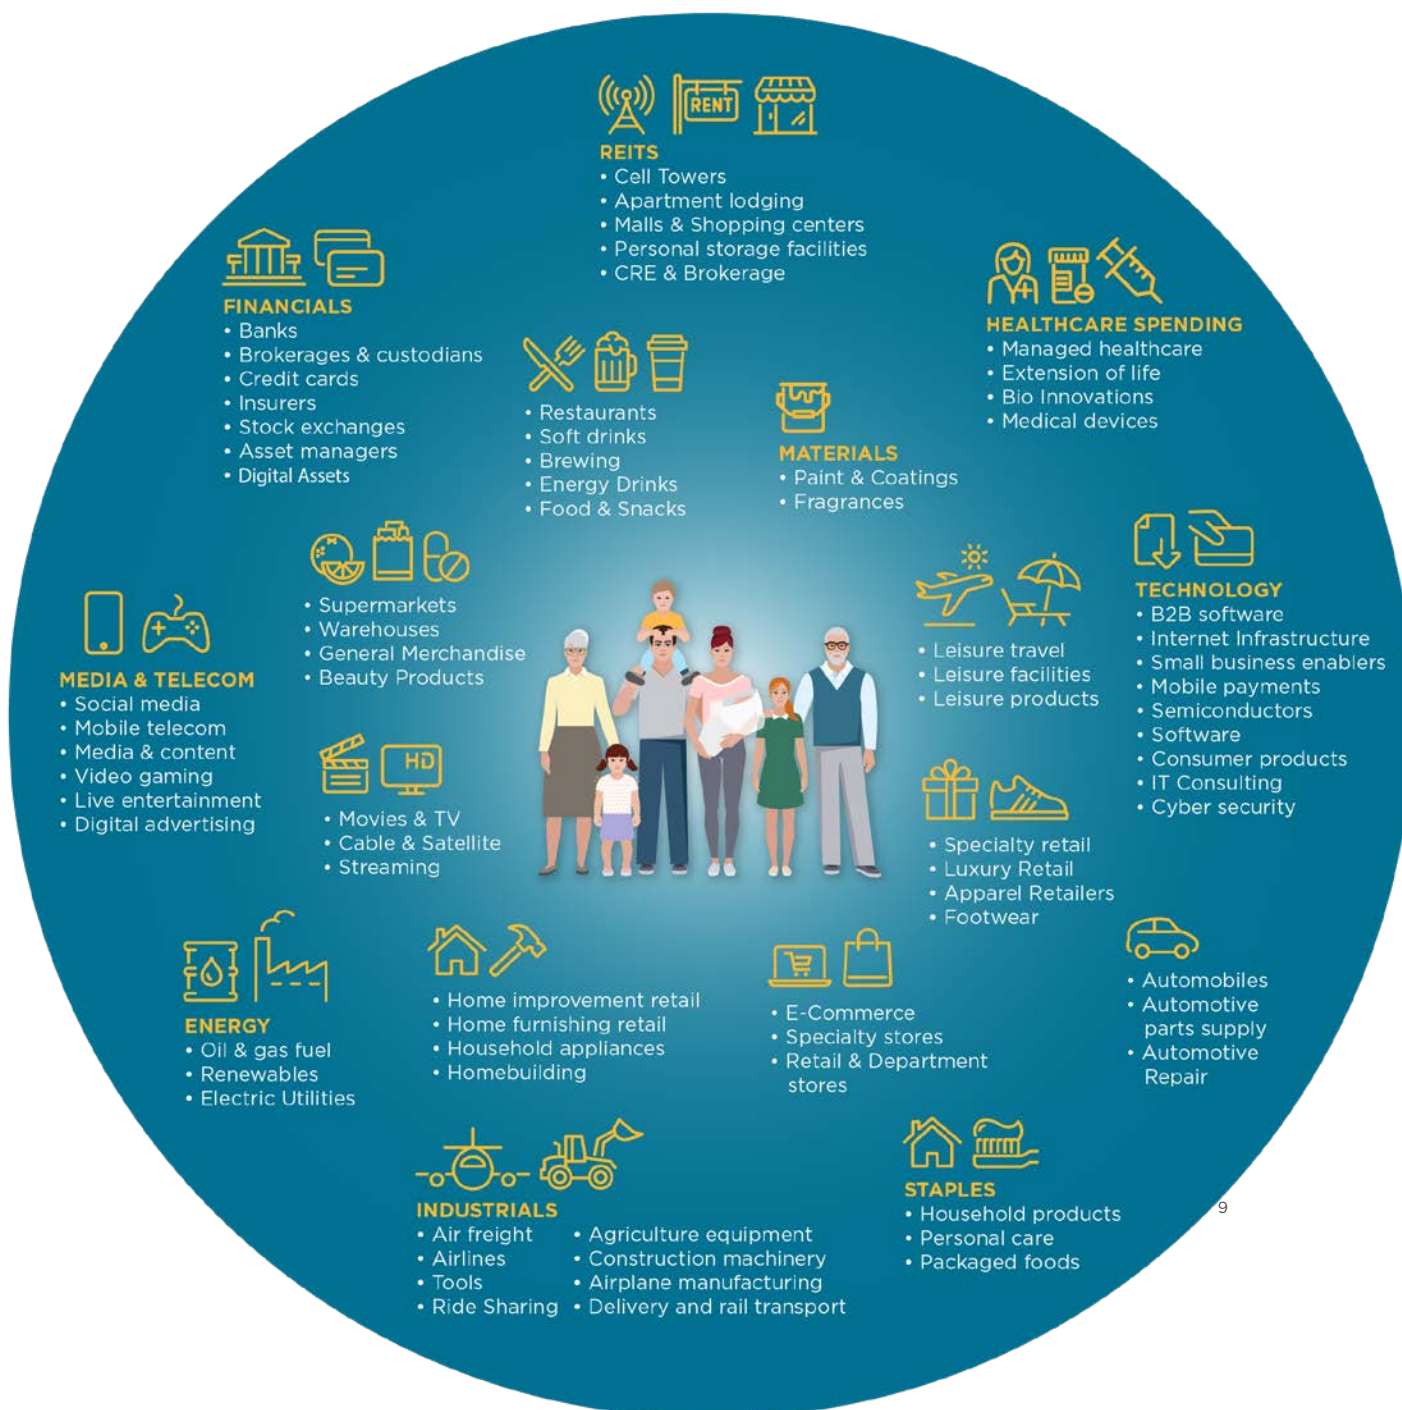 RENT
REITS
• Cell Towers
• Apartment lodging
• Malls & Shopping centers
• Personal storage facilities
• CRE & Brokerage
FINANCIALS
• Banks
• Brokerages & custodians
• Credit cards
• Insurers
• Stock exchanges
• Asset managers
• Digital Assets
• Restaurants
• Soft drinks
• Brewing
• Energy Drinks
• Food & Snacks
MATERIALS
• Paint & Coatings
• Fragrances
HEALTHCARE SPENDING
• Managed healthcare
• Extension of life
• Bio Innovations
• Medical devices
• Supermarkets
• Warehouses
• General Merchandise
• Beauty Products
• Leisure travel
• Leisure facilities
• Leisure products
TECHNOLOGY
• B2B software
• Internet Infrastructure
• Small business enablers
• Mobile payments
• Semiconductors
• Software
• Consumer products
• IT Consulting
• Cyber security
MEDIA & TELECOM
• Social media
• Mobile telecom
• Media & content
• Video gaming
• Live entertainment
• Digital advertising
HD
• Movies & TV
• Cable & Satellite
• Streaming
• Specialty retail
• Luxury Retail
• Apparel Retailers
• Footwear
ENERGY
• Oil & gas fuel
• Renewables
• Electric Utilities
• Home improvement retail
• Home furnishing retail
• Household appliances
• Homebuilding
• E-Commerce
• Specialty stores
• Retail & Department
stores
• Automobiles
• Automotive
parts supply
• Automotive
Repair
INDUSTRIALS
• Air freight
• Airlines
• Tools
• Ride Sharing
• Agriculture equipment
• Construction machinery
• Airplane manufacturing
• Delivery and rail transport
STAPLES
• Household products
• Personal care
• Packaged foods
9